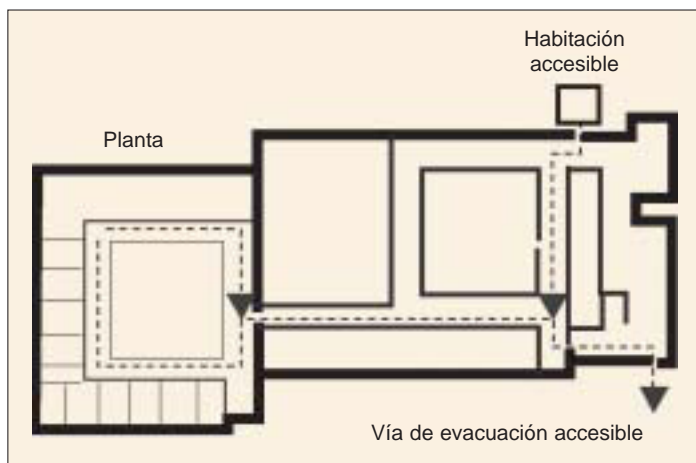 Habitación
accesible
Planta
Vía de evacuación accesible